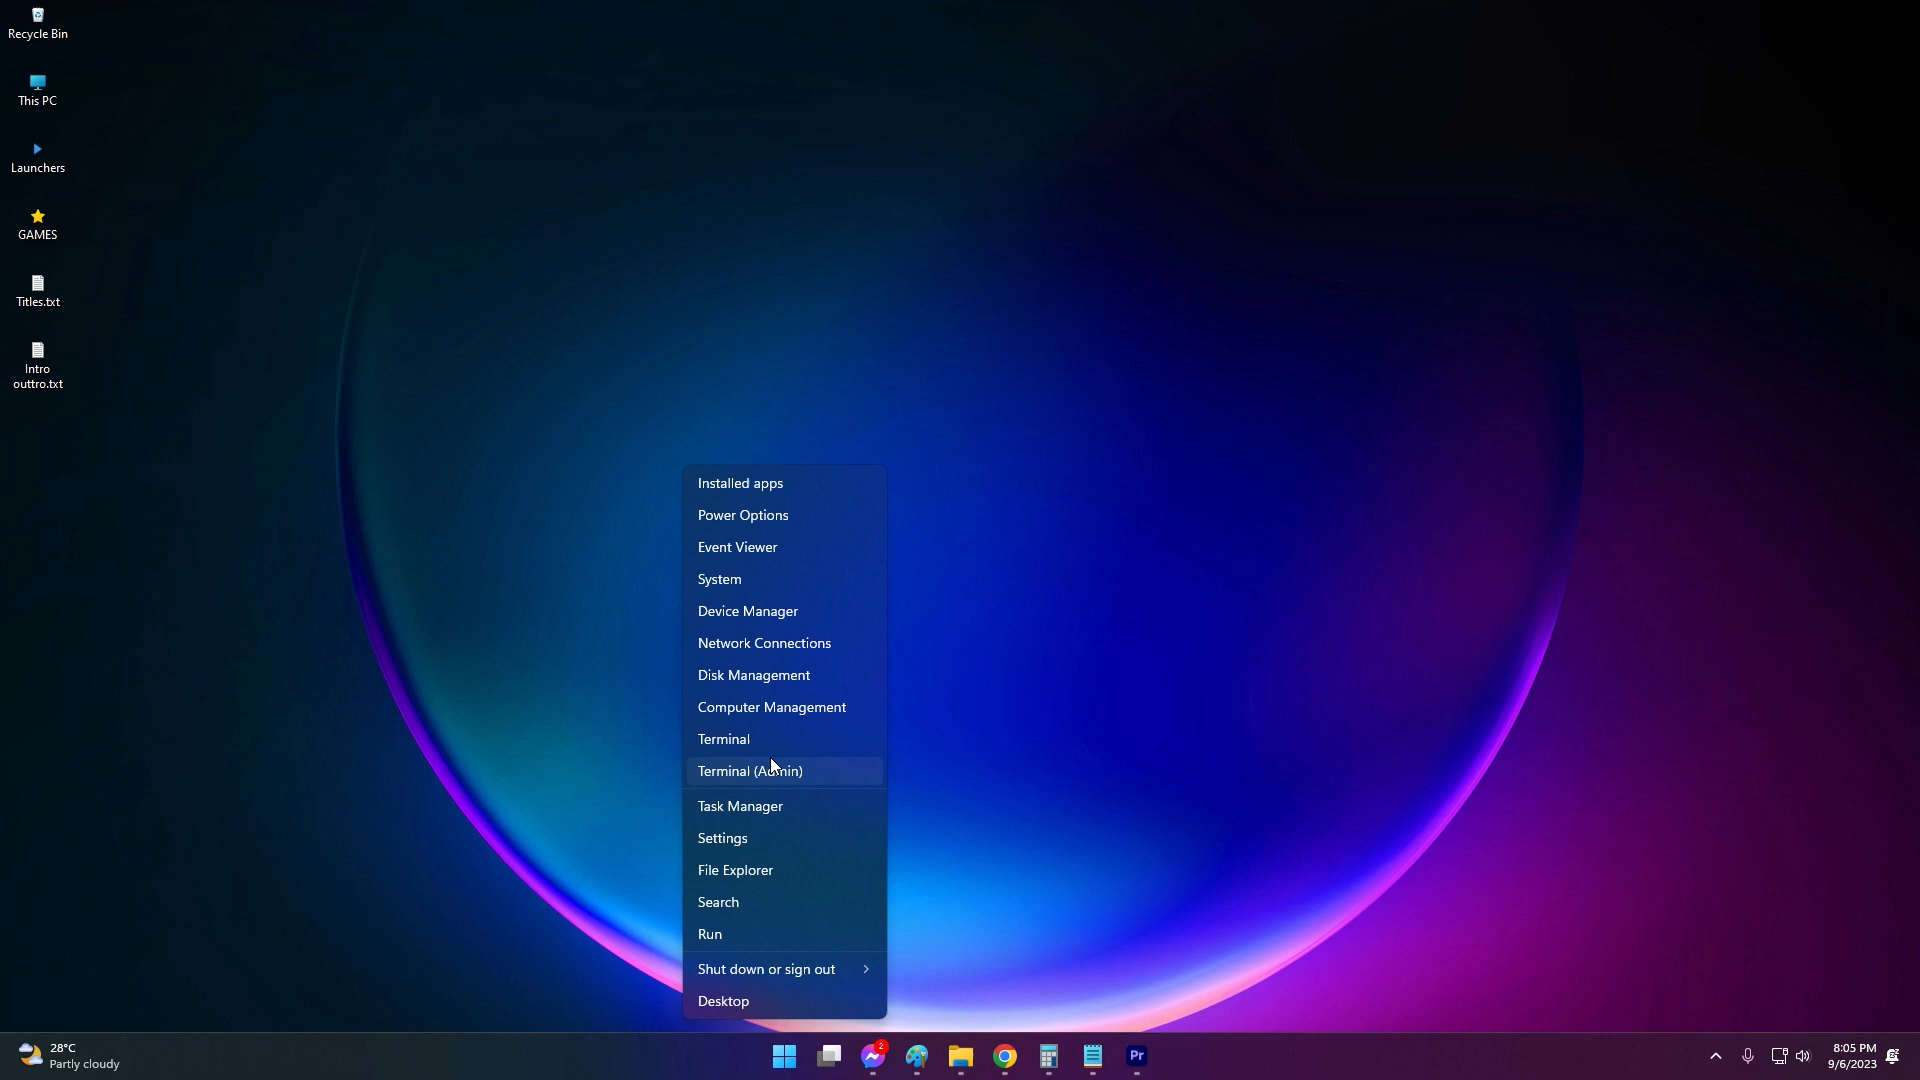 Recycle Bin
This PC
Launchers
GAMES
Titles.txt
Intro
outtro.txt
Installed apps
Power Options
Event Viewer
System
Device Manager
Network Connections
Disk Management
Computer Management
Terminal
Terminal (Admin)
Task Manager
Settings
File Explorer
Search
Run
Shut down or sign out
Desktop
28°C
Partly cloudy
2
Pr
8:05 PM
9/6/2023